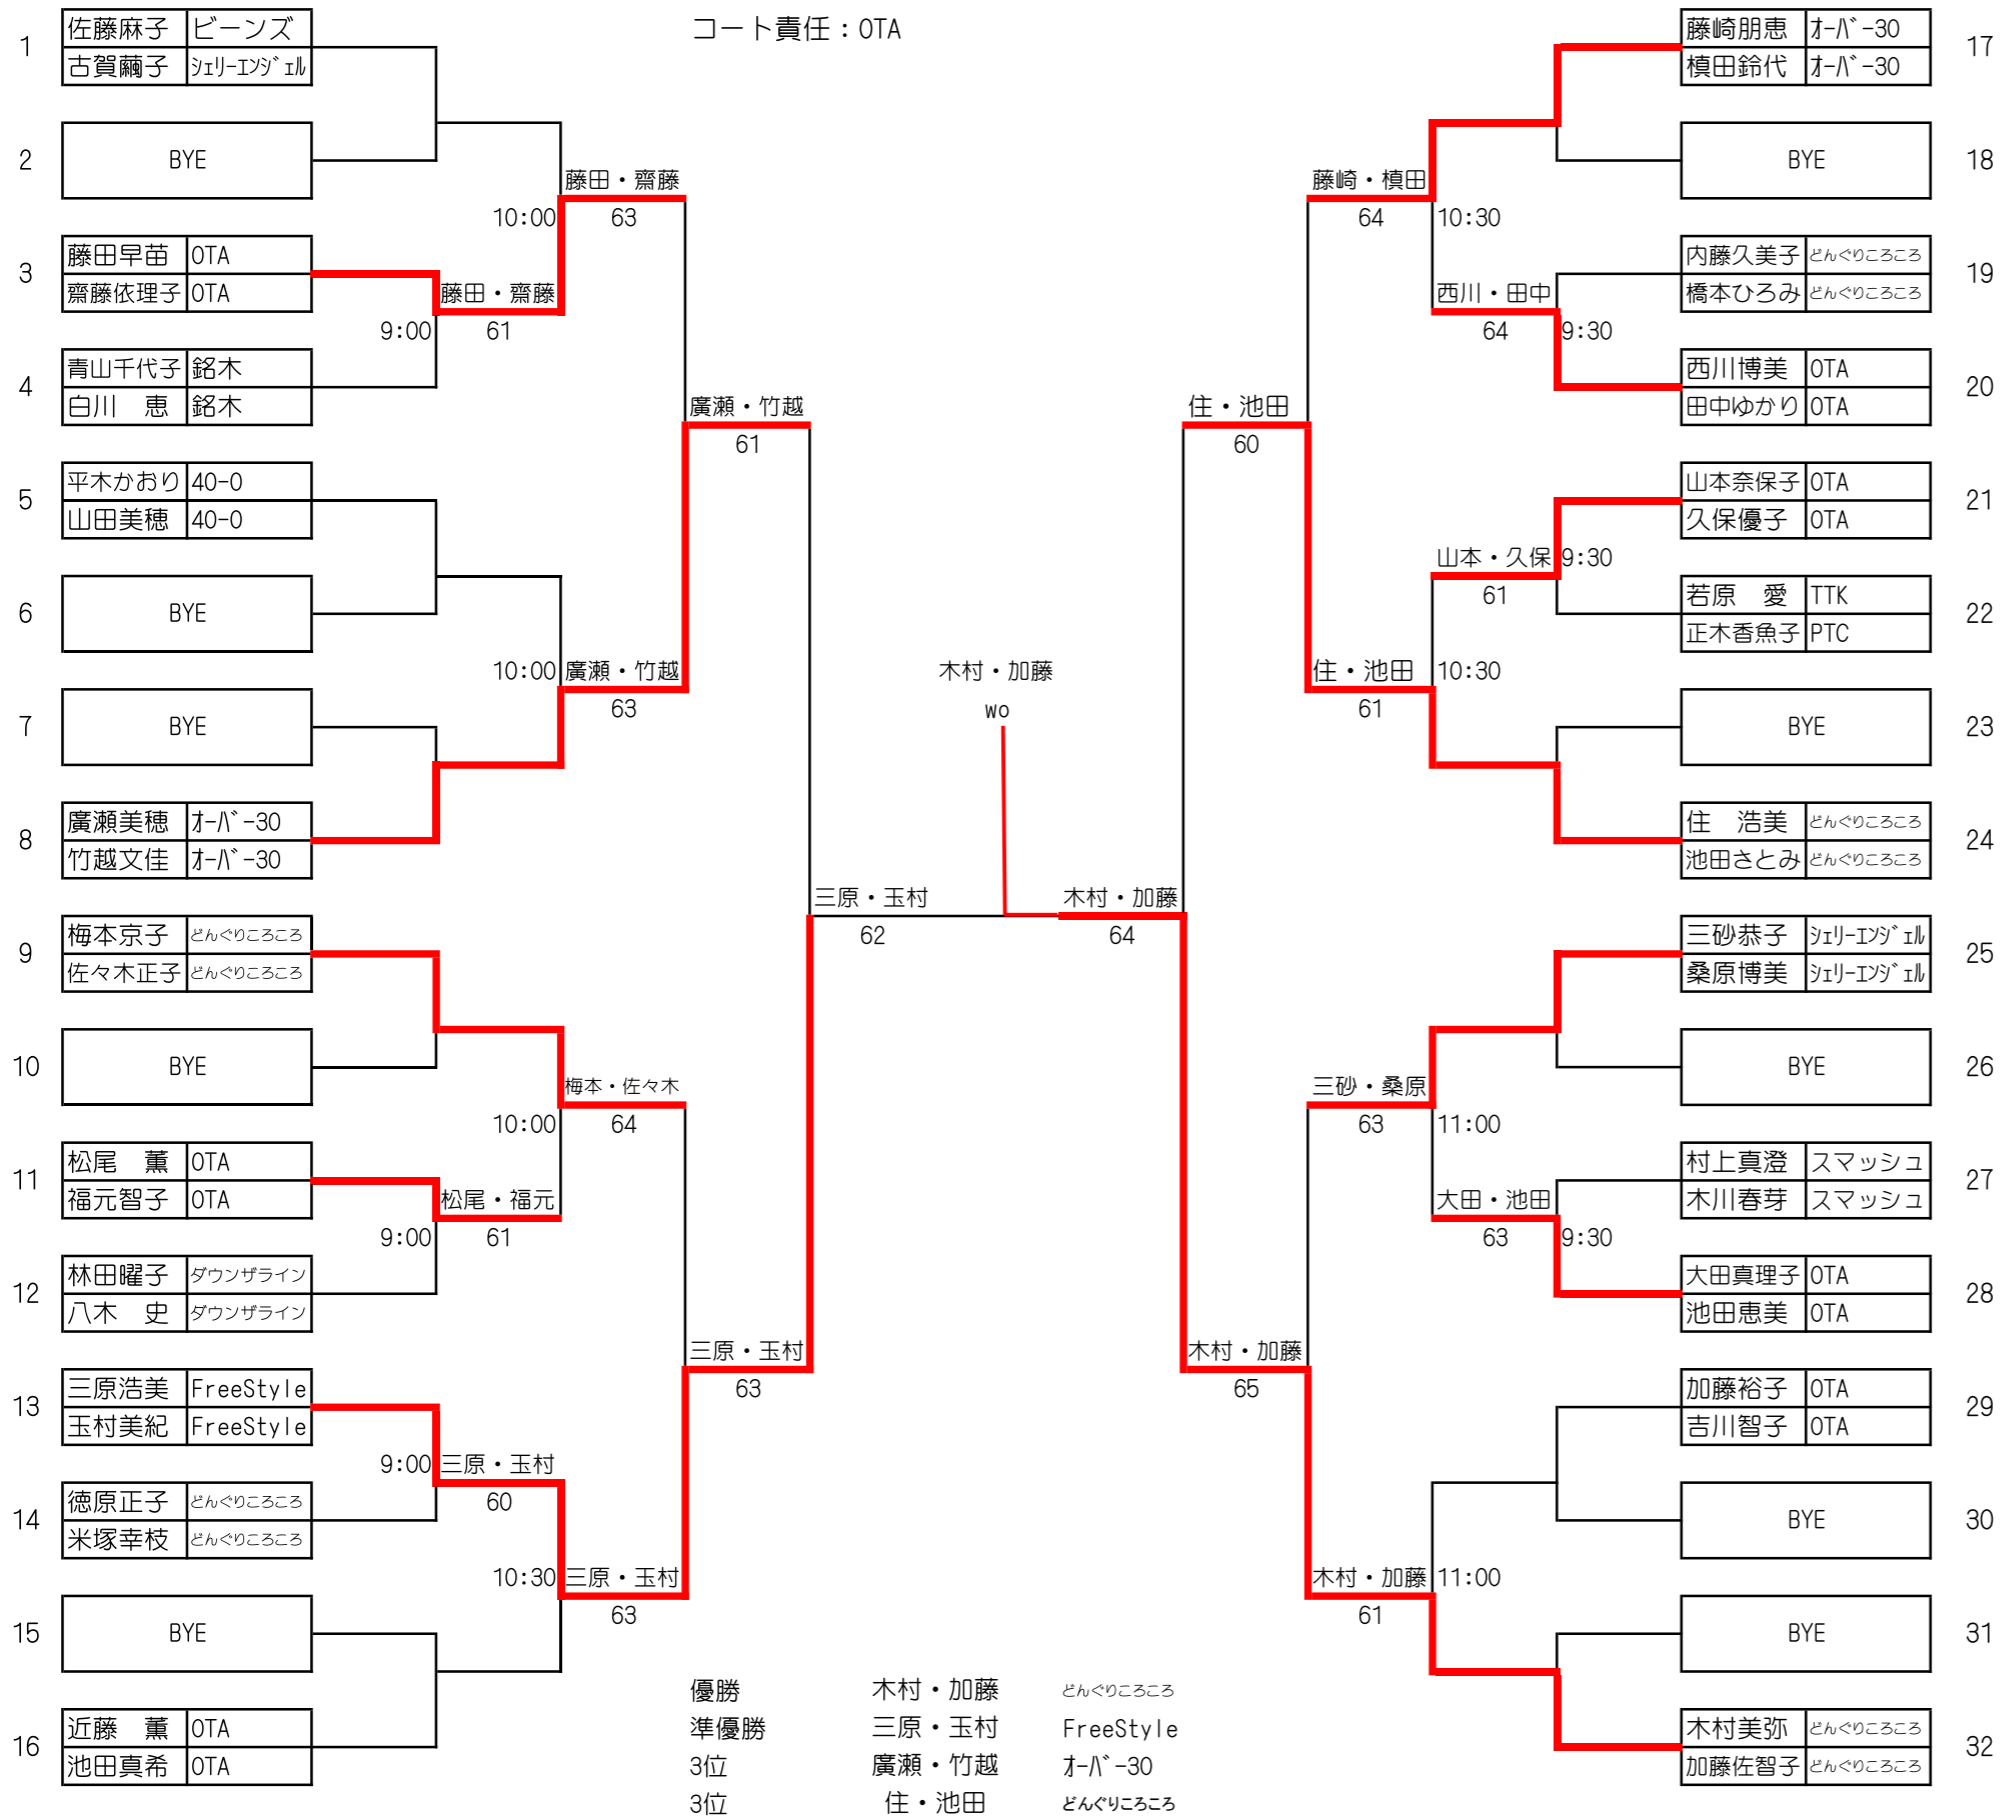 コート責任：OTA
1
佐藤麻子 ビーンズ
古賀繭子 シェリーエンジェル
2
BYE
3
藤田早苗 OTA
齋藤依理子 OTA
4
青山千代子 銘木
白川　恵 銘木
5
平木かおり 40-0
山田美穂 40-0
6
BYE
7
BYE
8
廣瀬美穂 オーバー30
竹越文佳 オーバー30
9
梅本京子 どんぐりころころ
佐々木正子 どんぐりころころ
10
BYE
11
松尾　薫 OTA
福元智子 OTA
12
林田曜子 ダウンザライン
八木　史 ダウンザライン
13
三原浩美 FreeStyle
玉村美紀 FreeStyle
14
徳原正子 どんぐりころころ
米塚幸枝 どんぐりころころ
15
BYE
16
近藤　薫 OTA
池田真希 OTA
9:00
藤田・齋藤
61
9:00
松尾・福元
61
9:00
三原・玉村
60
10:00
藤田・齋藤
63
10:00
廣瀬・竹越
63
10:00
梅本・佐々木
64
10:30
三原・玉村
63
廣瀬・竹越
61
三原・玉村
63
三原・玉村
62
木村・加藤
wo
木村・加藤
64
住・池田
60
木村・加藤
65
藤崎・槙田
64
10:30
住・池田
61
10:30
三砂・桑原
63
11:00
木村・加藤
61
11:00
西川・田中
64
9:30
山本・久保
61
9:30
大田・池田
63
9:30
藤崎朋恵 オーバー30
槙田鈴代 オーバー30
17
BYE
18
内藤久美子 どんぐりころころ
橋本ひろみ どんぐりころころ
19
西川博美 OTA
田中ゆかり OTA
20
山本奈保子 OTA
久保優子 OTA
21
若原　愛 TTK
正木香魚子 PTC
22
BYE
23
住　浩美 どんぐりころころ
池田さとみ どんぐりころころ
24
三砂恭子 シェリーエンジェル
桑原博美 シェリーエンジェル
25
BYE
26
村上真澄 スマッシュ
木川春芽 スマッシュ
27
大田真理子 OTA
池田恵美 OTA
28
加藤裕子 OTA
吉川智子 OTA
29
BYE
30
BYE
31
木村美弥 どんぐりころころ
加藤佐智子 どんぐりころころ
32
優勝 木村・加藤 どんぐりころころ
準優勝 三原・玉村 FreeStyle
3位 廣瀬・竹越 オーバー30
3位 住・池田 どんぐりころころ